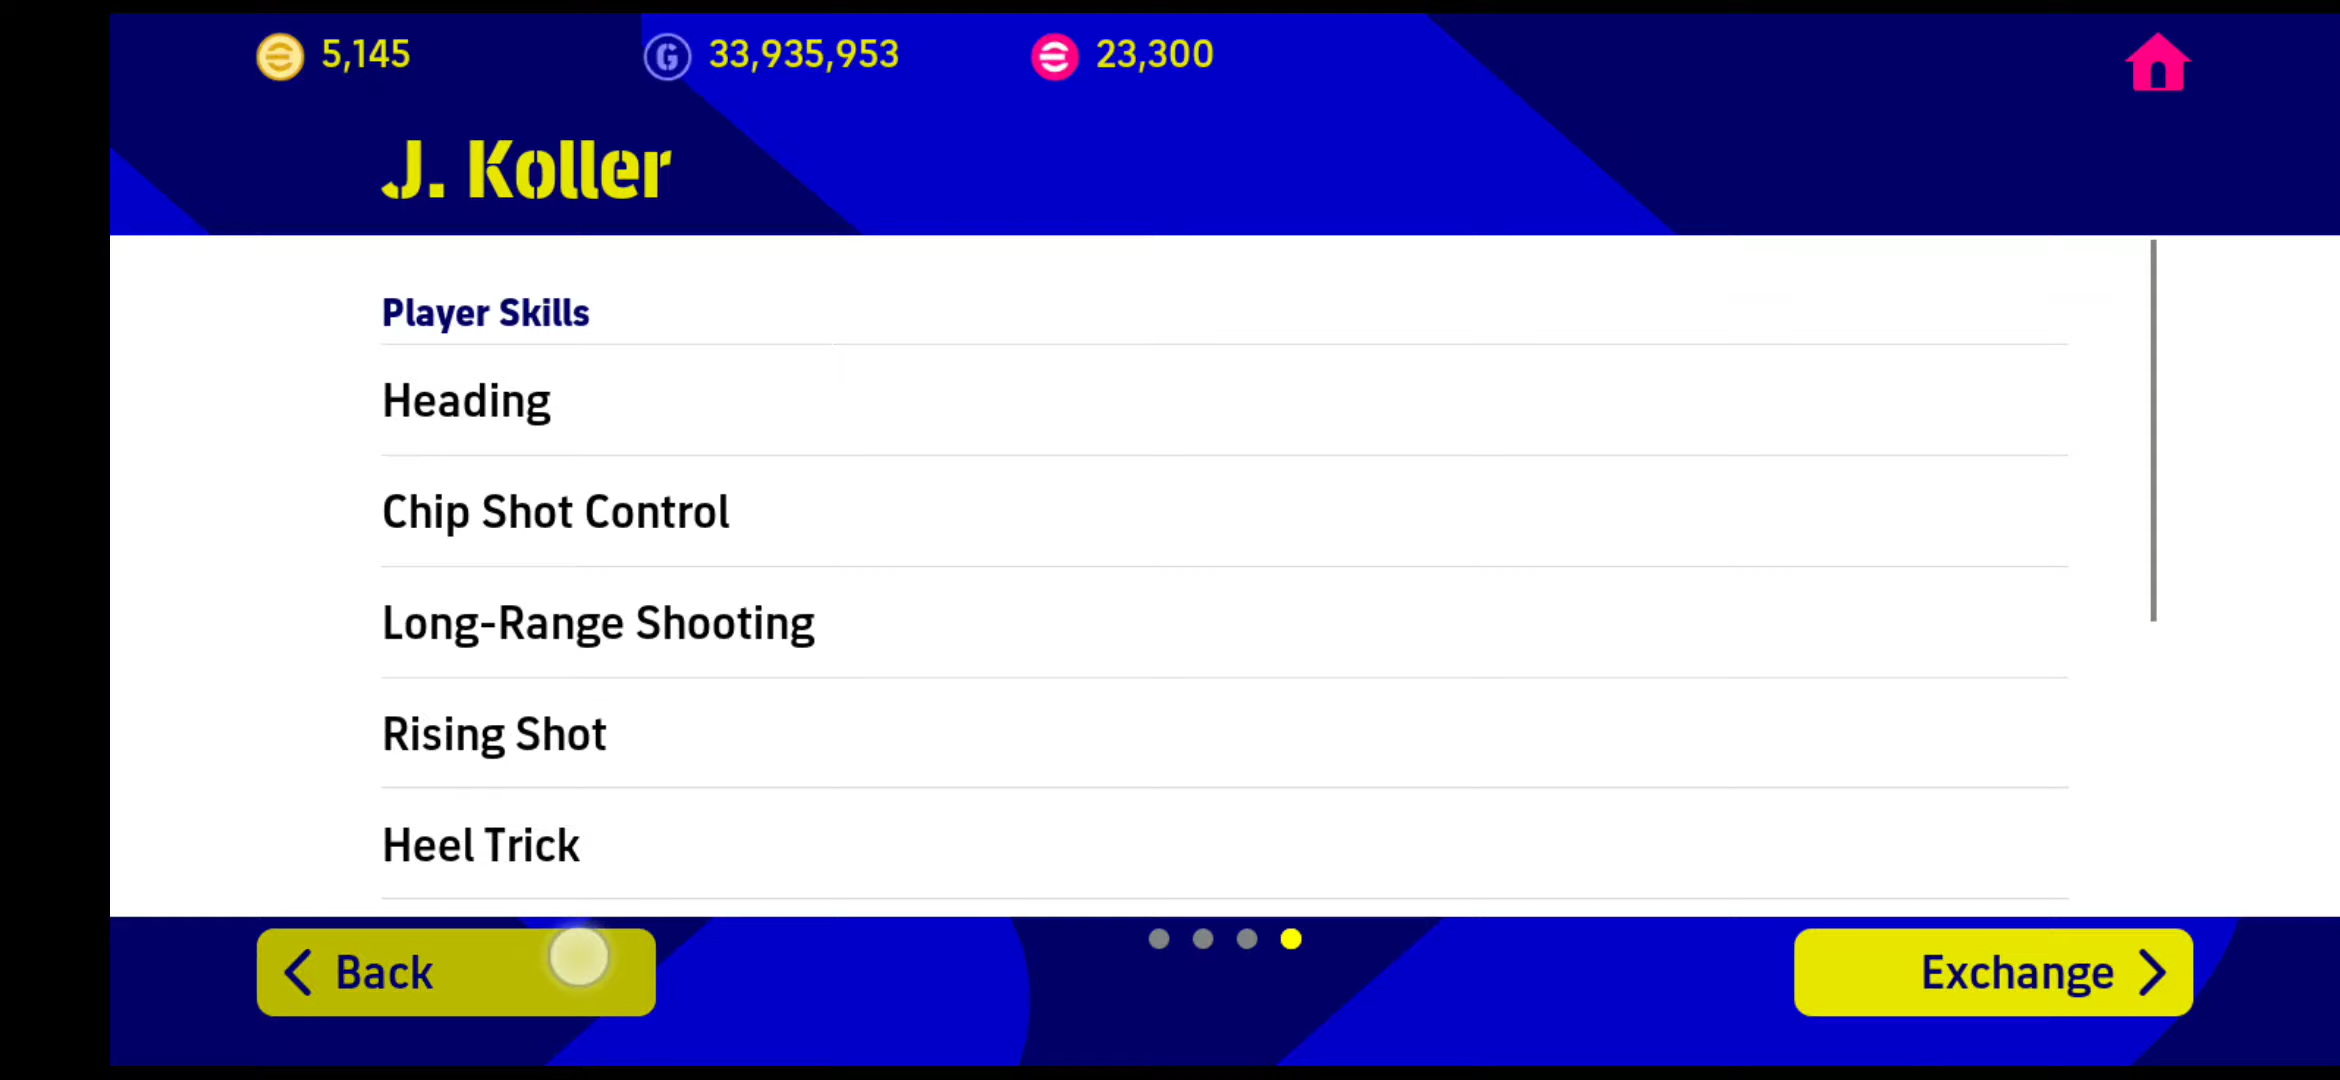 5,145
33,935,953
23,300
J. Koller
Player Skills
Heading
Chip Shot Control
Long-Range Shooting
Rising Shot
Heel Trick
Back
Exchange